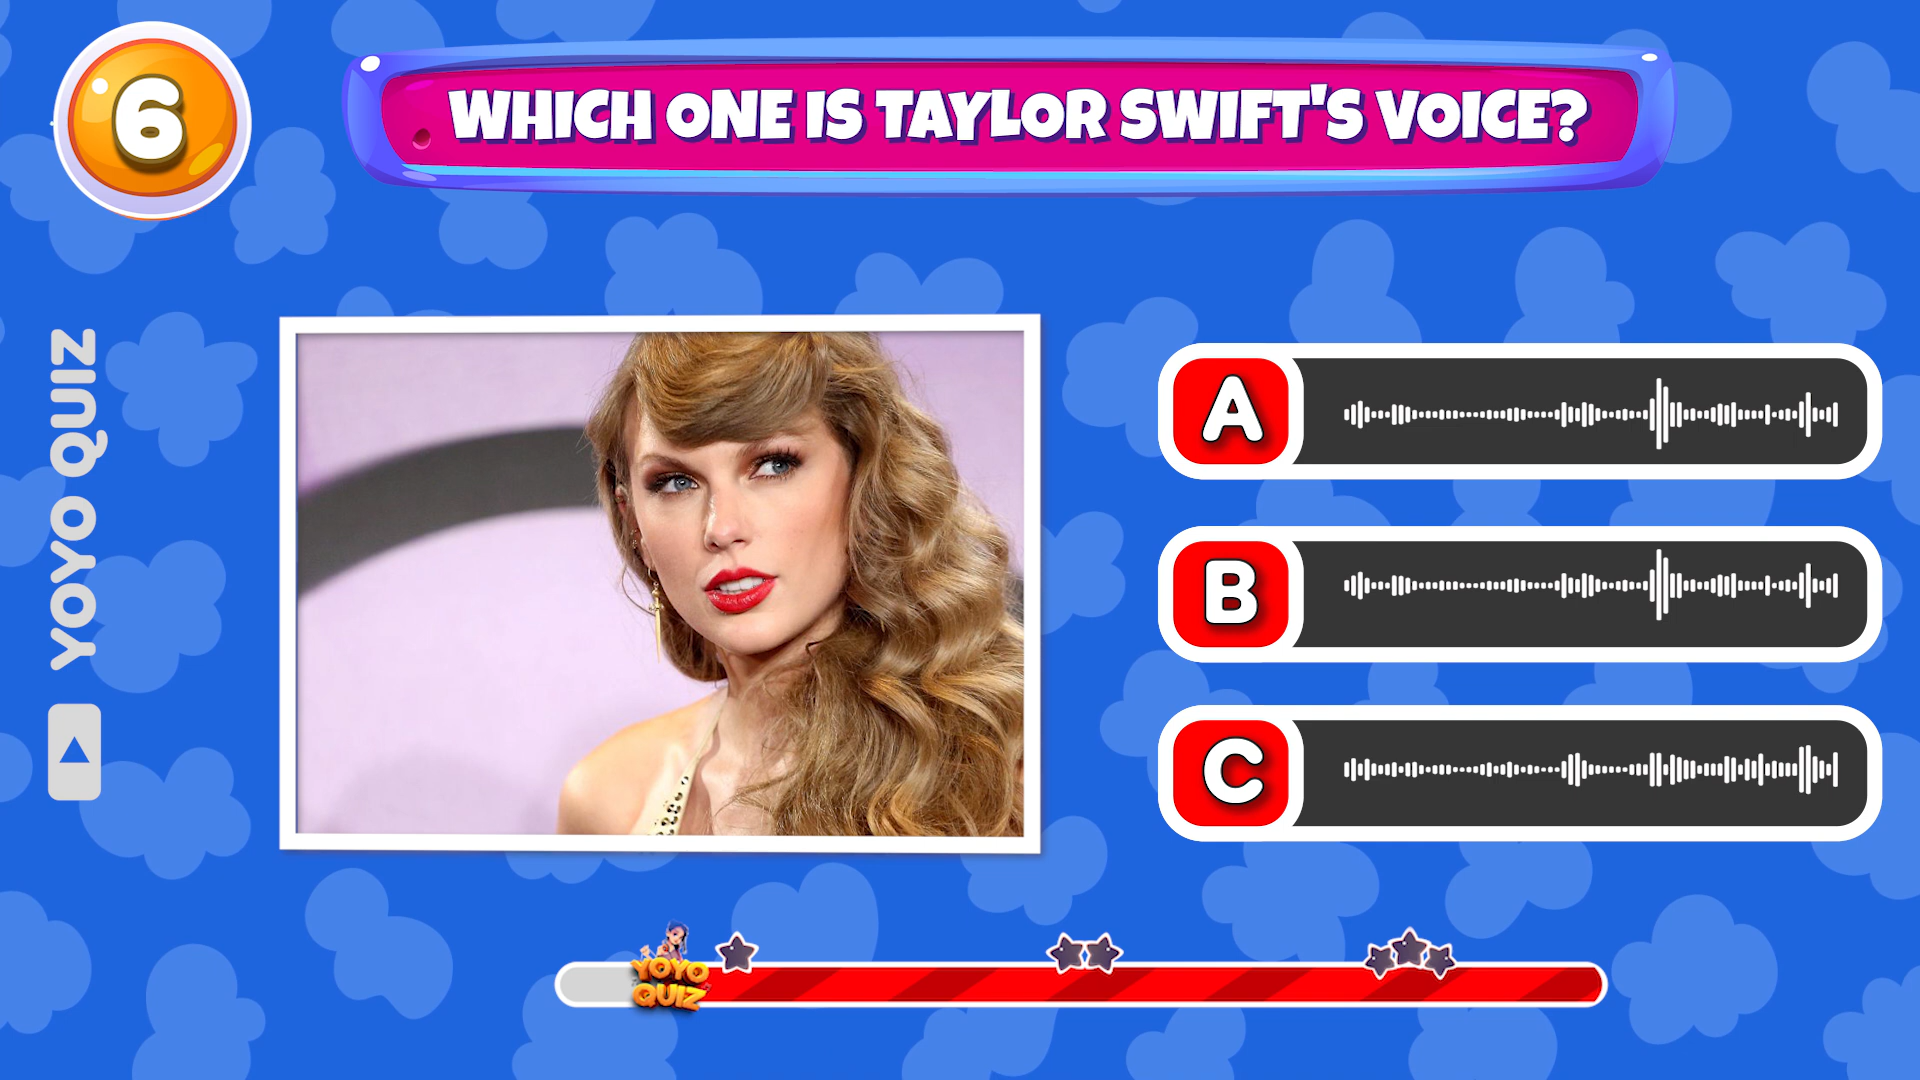 6
WHICH ONE IS TAYLOR SWIFT'S VOICE?
YOYO QUIZ
A
B
C
YOYO
QUIZ